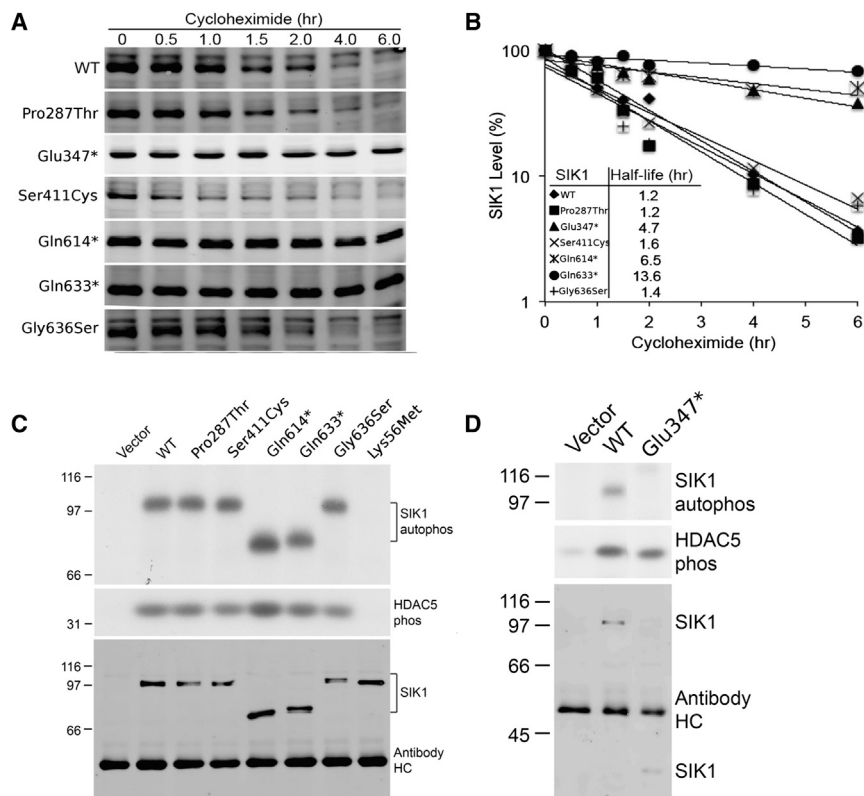 A
Cycloheximide (hr)
0 0.5 1.0 1.5 2.0 4.0 6.0
WT
Pro287Thr
Glu347*
Ser411Cys
Gln614*
Gln633*
Gly636Ser
B
SIK1 Level (%)
100
10
1
SIK1 Half-life (hr)
WT 1.2
Pro287Thr 1.2
Glu347* 4.7
Ser411Cys 1.6
Gln614* 6.5
Gln633* 13.6
Gly636Ser 1.4
0 1 2 3 4 5 6
Cycloheximide (hr)
C
Vector WT Pro287Thr Ser411Cys Gln614* Gln633* Gly636Ser Lys56Met
116
97
66
SIK1
autophos
31
HDAC5
phos
116
97
66
SIK1
Antibody
HC
D
Vector WT Glu347*
116
97
SIK1
autophos
HDAC5
phos
116
97
66
45
SIK1
Antibody
HC
SIK1